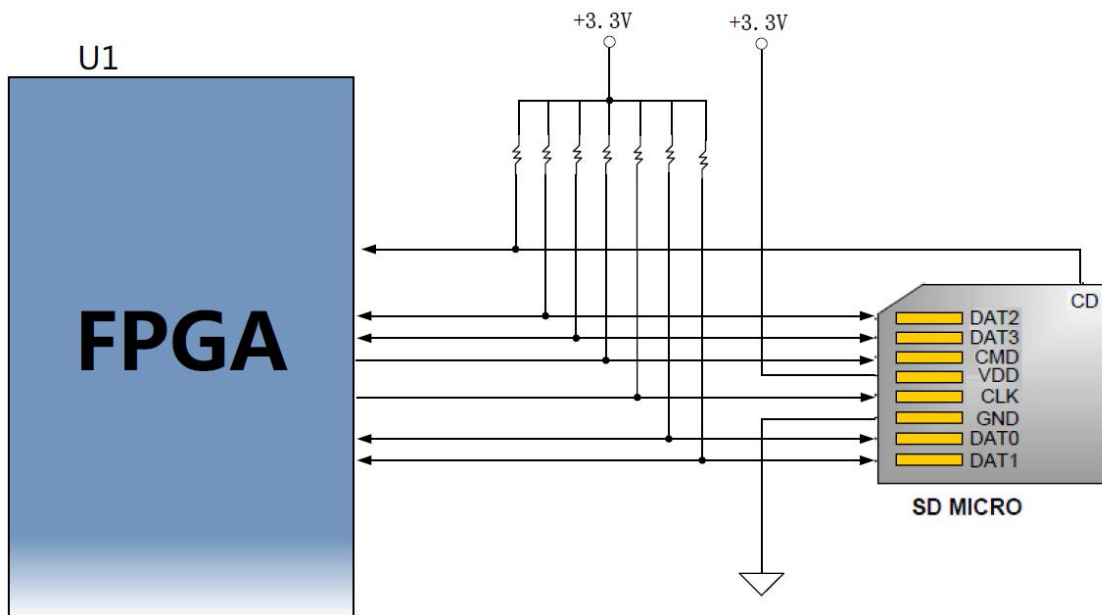 +3.3V
+3.3V
U1
FPGA
CD
DAT2
DAT3
CMD
VDD
CLK
GND
DAT0
DAT1
SD MICRO